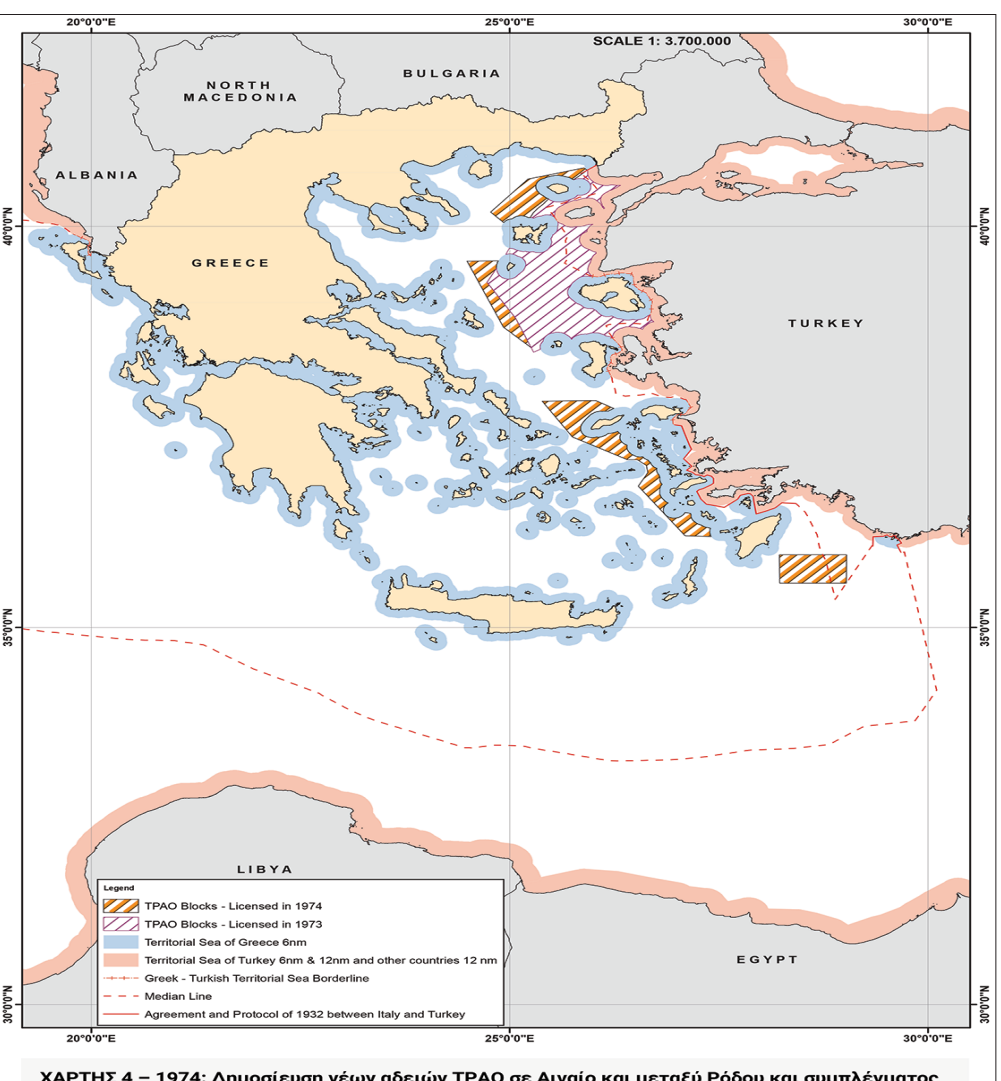 20°0'0"E 25°0'0"E 30°0'0"E
SCALE 1: 3.700.000
BULGARIA
NORTH
MACEDONIA
ALBANIA
40°0'0"N 40°0'0"N
GREECE
TURKEY
35°0'0"N 35°0'0"N
LIBYA
EGYPT
Legend
TPAO Blocks - Licensed in 1974
TPAO Blocks - Licensed in 1973
Territorial Sea of Greece 6nm
Territorial Sea of Turkey 6nm & 12nm and other countries 12 nm
Greek - Turkish Territorial Sea Borderline
Median Line
Agreement and Protocol of 1932 between Italy and Turkey
30°0'0"N 30°0'0"N
20°0'0"E 25°0'0"E 30°0'0"E
ΧΑΡΤΗΣ 4 – 1974: Δημοσίευση νέων αδειών ΤΡΑΟ σε Αιγαίο και μεταξύ Ρόδου και συμπλέγματος